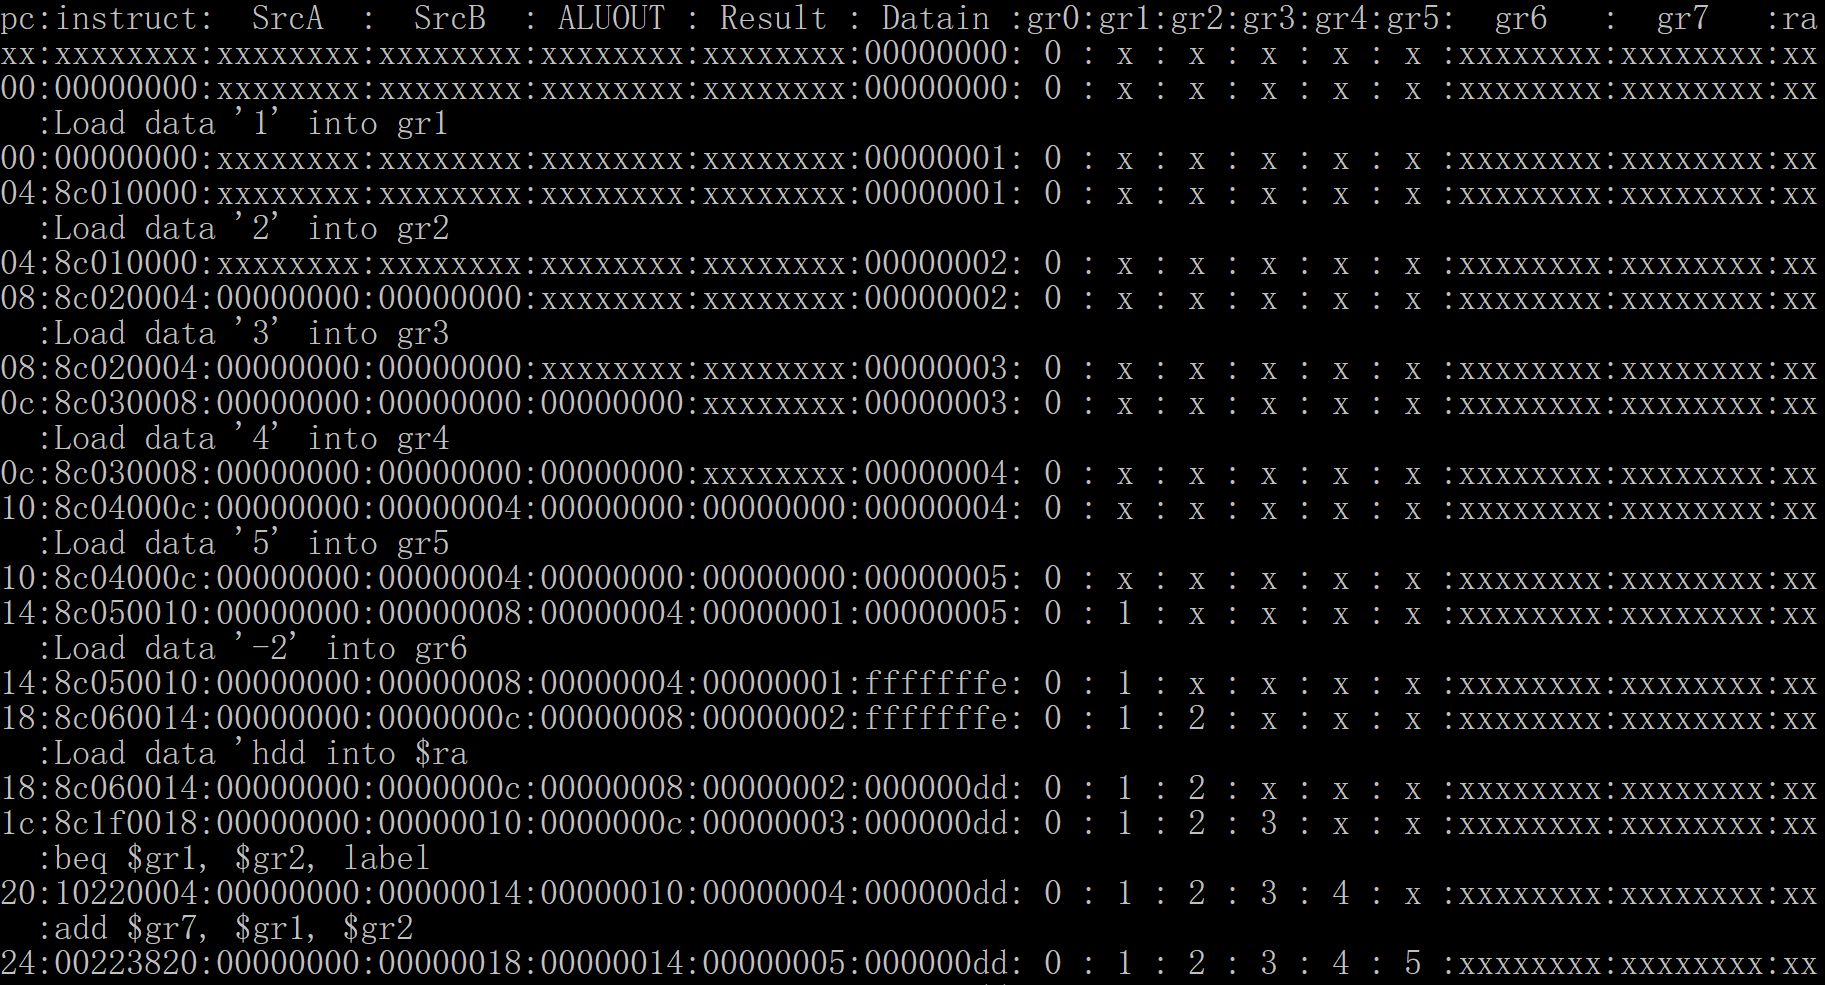 pc:instruct:  SrcA  :  SrcB  : ALUOUT : Result : Datain :gr0:gr1:gr2:gr3:gr4:gr5:  gr6   :  gr7   :ra
xx:xxxxxxxx:xxxxxxxx:xxxxxxxx:xxxxxxxx:xxxxxxxx:00000000: 0 : x : x : x : x : x :xxxxxxxx:xxxxxxxx:xx
00:00000000:xxxxxxxx:xxxxxxxx:xxxxxxxx:xxxxxxxx:00000000: 0 : x : x : x : x : x :xxxxxxxx:xxxxxxxx:xx
  :Load data '1' into gr1
00:00000000:xxxxxxxx:xxxxxxxx:xxxxxxxx:xxxxxxxx:00000001: 0 : x : x : x : x : x :xxxxxxxx:xxxxxxxx:xx
04:8c010000:xxxxxxxx:xxxxxxxx:xxxxxxxx:xxxxxxxx:00000001: 0 : x : x : x : x : x :xxxxxxxx:xxxxxxxx:xx
  :Load data '2' into gr2
04:8c010000:xxxxxxxx:xxxxxxxx:xxxxxxxx:xxxxxxxx:00000002: 0 : x : x : x : x : x :xxxxxxxx:xxxxxxxx:xx
08:8c020004:00000000:00000000:xxxxxxxx:xxxxxxxx:00000002: 0 : x : x : x : x : x :xxxxxxxx:xxxxxxxx:xx
  :Load data '3' into gr3
08:8c020004:00000000:00000000:xxxxxxxx:xxxxxxxx:00000003: 0 : x : x : x : x : x :xxxxxxxx:xxxxxxxx:xx
0c:8c030008:00000000:00000000:00000000:xxxxxxxx:00000003: 0 : x : x : x : x : x :xxxxxxxx:xxxxxxxx:xx
  :Load data '4' into gr4
0c:8c030008:00000000:00000000:00000000:xxxxxxxx:00000004: 0 : x : x : x : x : x :xxxxxxxx:xxxxxxxx:xx
10:8c04000c:00000000:00000004:00000000:00000000:00000004: 0 : x : x : x : x : x :xxxxxxxx:xxxxxxxx:xx
  :Load data '5' into gr5
10:8c04000c:00000000:00000004:00000000:00000000:00000005: 0 : x : x : x : x : x :xxxxxxxx:xxxxxxxx:xx
14:8c050010:00000000:00000008:00000004:00000001:00000005: 0 : 1 : x : x : x : x :xxxxxxxx:xxxxxxxx:xx
  :Load data '-2' into gr6
14:8c050010:00000000:00000008:00000004:00000001:fffffffe: 0 : 1 : x : x : x : x :xxxxxxxx:xxxxxxxx:xx
18:8c060014:00000000:0000000c:00000008:00000002:fffffffe: 0 : 1 : 2 : x : x : x :xxxxxxxx:xxxxxxxx:xx
  :Load data 'hdd into $ra
18:8c060014:00000000:0000000c:00000008:00000002:000000dd: 0 : 1 : 2 : x : x : x :xxxxxxxx:xxxxxxxx:xx
1c:8c1f0018:00000000:00000010:0000000c:00000003:000000dd: 0 : 1 : 2 : 3 : x : x :xxxxxxxx:xxxxxxxx:xx
  :beq $gr1, $gr2, label
20:10220004:00000000:00000014:00000010:00000004:000000dd: 0 : 1 : 2 : 3 : 4 : x :xxxxxxxx:xxxxxxxx:xx
  :add $gr7, $gr1, $gr2
24:00223820:00000000:00000018:00000014:00000005:000000dd: 0 : 1 : 2 : 3 : 4 : 5 :xxxxxxxx:xxxxxxxx:xx